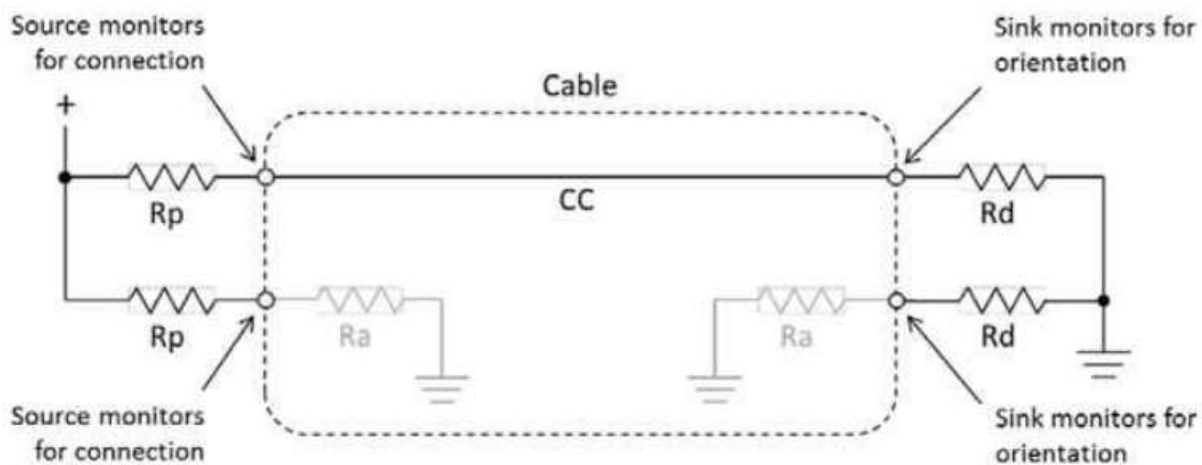 Source monitors
for connection
Sink monitors for
orientation
Cable
+
Rp
CC
Rd
Rp
Ra
Ra
Rd
Source monitors
for connection
Sink monitors for
orientation